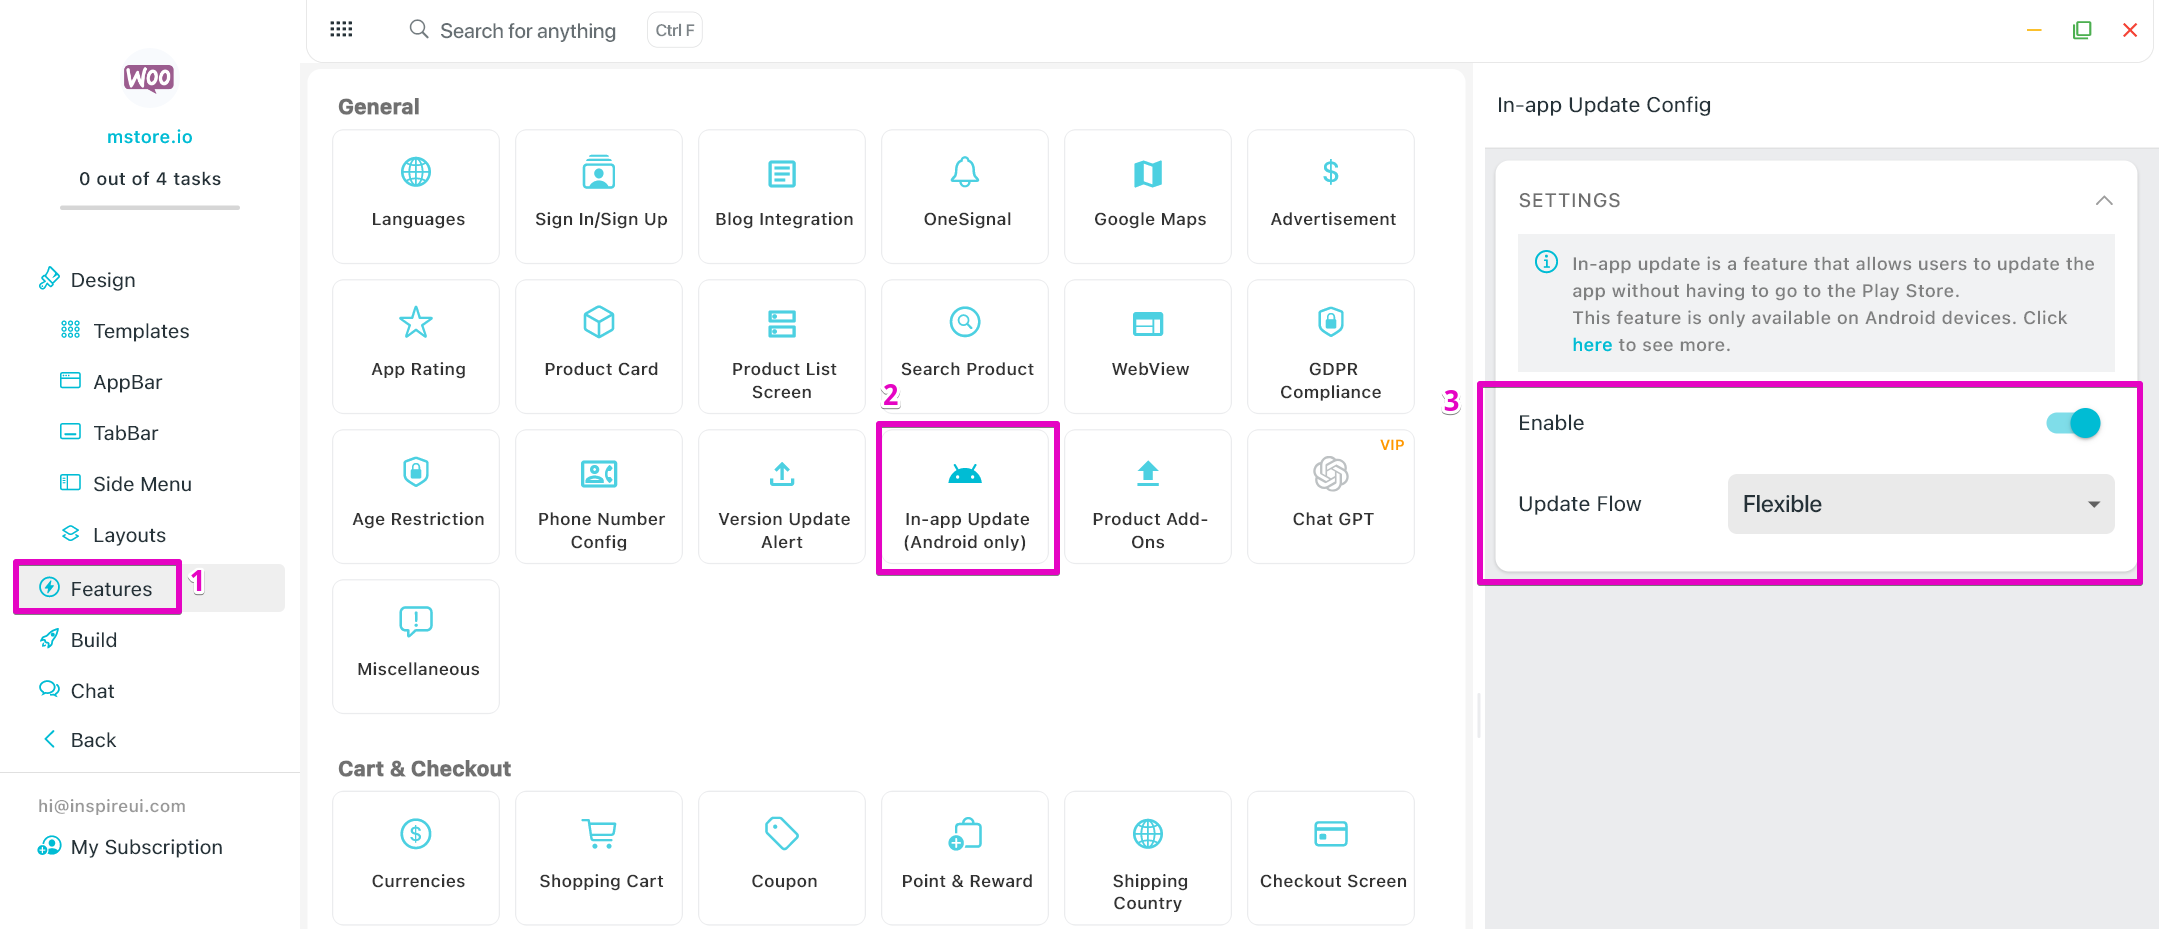 WOO
mstore.io
0 out of 4 tasks
Design
Templates
AppBar
TabBar
Side Menu
Layouts
Features
1
Build
Chat
Back
hi@inspireui.com
My Subscription
Search for anything
Ctrl F
General
Languages
Sign In/Sign Up
Blog Integration
OneSignal
Google Maps
Advertisement
App Rating
Product Card
Product List
Screen
Search Product
WebView
GDPR
Compliance
2
Age Restriction
Phone Number
Config
Version Update
Alert
In-app Update
(Android only)
Product Add-
Ons
VIP
Chat GPT
Miscellaneous
Cart & Checkout
Currencies
Shopping Cart
Coupon
Point & Reward
Shipping
Country
Checkout Screen
In-app Update Config
SETTINGS
In-app update is a feature that allows users to update the
app without having to go to the Play Store.
This feature is only available on Android devices. Click
here to see more.
3
Enable
Update Flow
Flexible